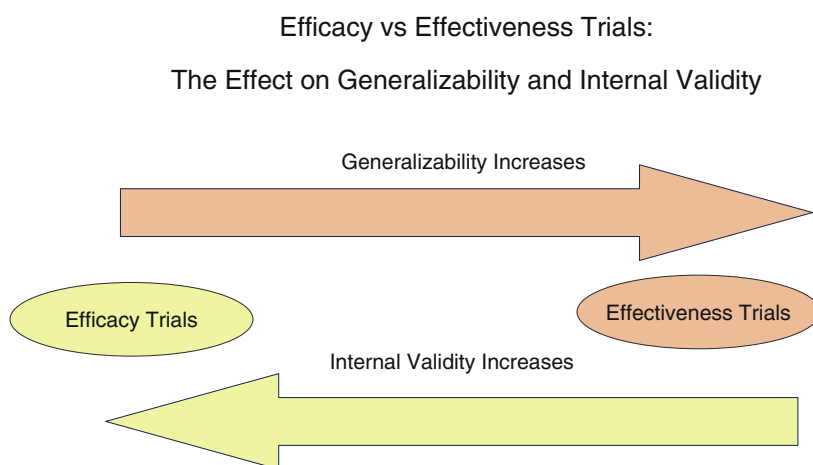 Efficacy vs Effectiveness Trials:
The Effect on Generalizability and Internal Validity
Generalizability Increases
Efficacy Trials
Effectiveness Trials
Internal Validity Increases